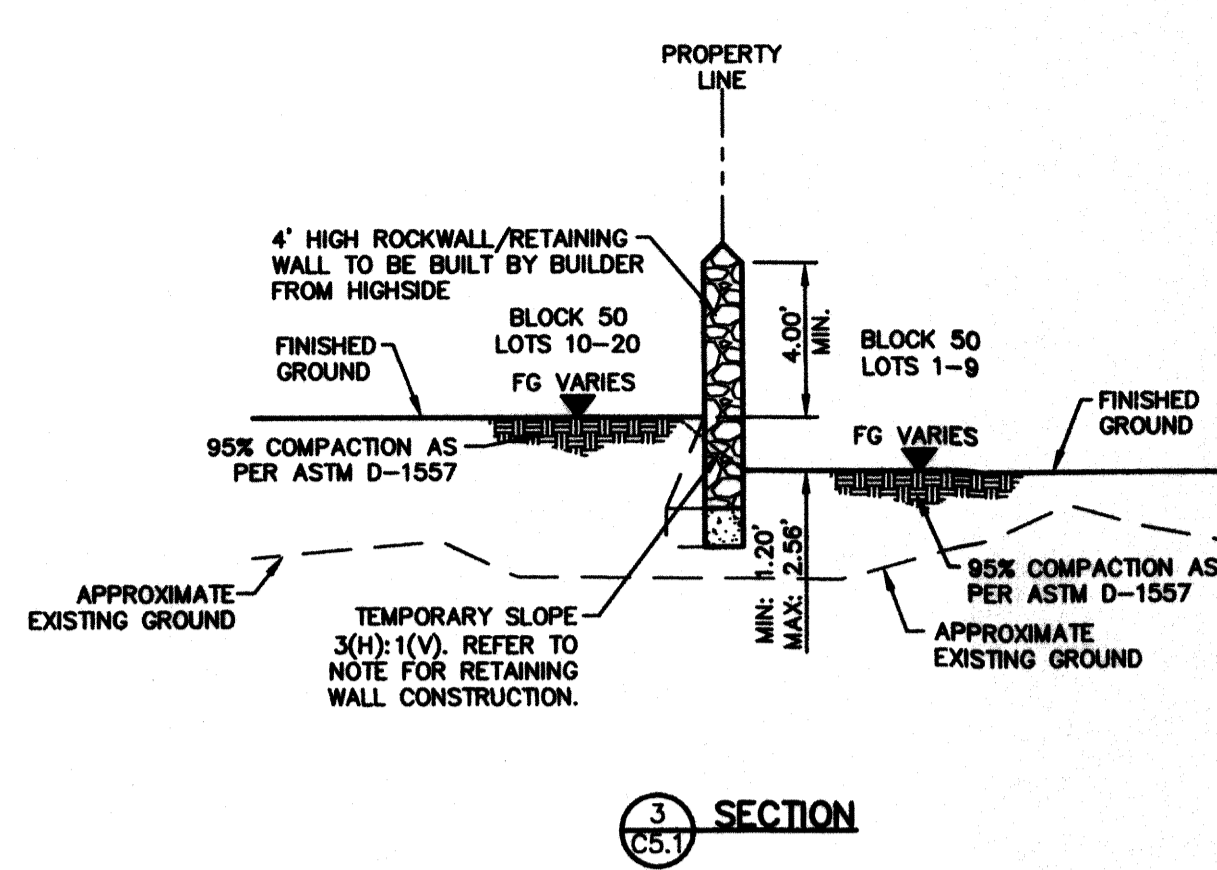 PROPERTY
LINE
4' HIGH ROCKWALL/RETAINING
WALL TO BE BUILT BY BUILDER
FROM HIGHSIDE
BLOCK 50
LOTS 10-20
FINISHED
GROUND
FG VARIES
4.00'
MIN.
BLOCK 50
LOTS 1-9
FINISHED
GROUND
FG VARIES
95% COMPACTION AS
PER ASTM D-1557
APPROXIMATE
EXISTING GROUND
TEMPORARY SLOPE
3(H):1(V). REFER TO
NOTE FOR RETAINING
WALL CONSTRUCTION.
MIN: 1.20'
MAX: 2.56'
95% COMPACTION AS
PER ASTM D-1557
APPROXIMATE
EXISTING GROUND
3
C5.1
SECTION